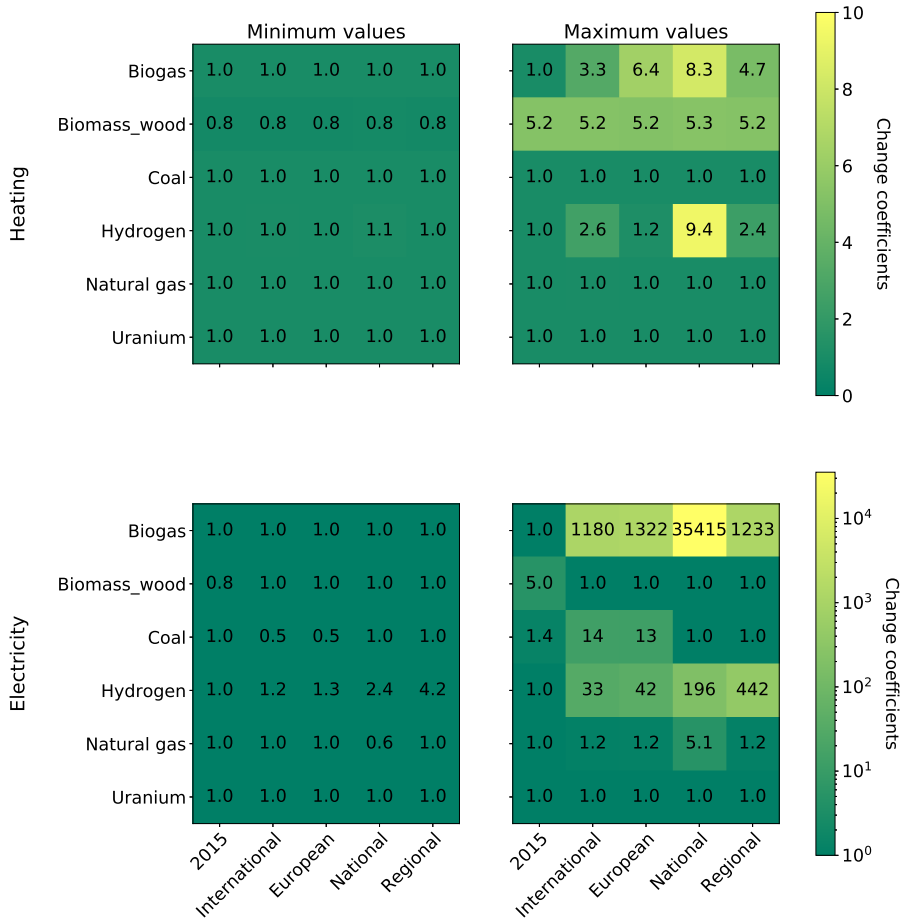 Minimum values
Maximum values
Heating
Biogas 1.0 1.0 1.0 1.0 1.0 1.0 3.3 6.4 8.3 4.7
Biomass_wood 0.8 0.8 0.8 0.8 0.8 5.2 5.2 5.2 5.3 5.2
Coal 1.0 1.0 1.0 1.0 1.0 1.0 1.0 1.0 1.0 1.0
Hydrogen 1.0 1.0 1.0 1.1 1.0 1.0 2.6 1.2 9.4 2.4
Natural gas 1.0 1.0 1.0 1.0 1.0 1.0 1.0 1.0 1.0 1.0
Uranium 1.0 1.0 1.0 1.0 1.0 1.0 1.0 1.0 1.0 1.0
10
8
6
4
2
0
Change coefficients
Electricity
Biogas 1.0 1.0 1.0 1.0 1.0 1.0 1180 1322 35415 1233
Biomass_wood 0.8 1.0 1.0 1.0 1.0 5.0 1.0 1.0 1.0 1.0
Coal 1.0 0.5 0.5 1.0 1.0 1.4 14 13 1.0 1.0
Hydrogen 1.0 1.2 1.3 2.4 4.2 1.0 33 42 196 442
Natural gas 1.0 1.0 1.0 0.6 1.0 1.0 1.2 1.2 5.1 1.2
Uranium 1.0 1.0 1.0 1.0 1.0 1.0 1.0 1.0 1.0 1.0
2015 International European National Regional 2015 International European National Regional
10⁴
10³
10²
10¹
10⁰
Change coefficients